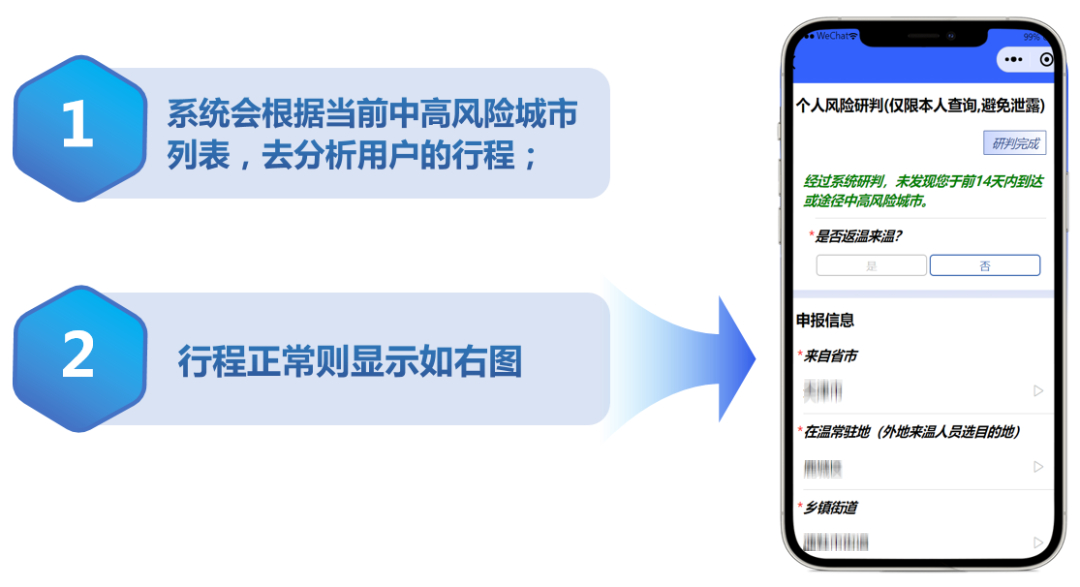 1
系统会根据当前中高风险城市
列表，去分析用户的行程；
2
行程正常则显示如右图
WeChat
99%
个人风险研判(仅限本人查询,避免泄露)
研判完成
经过系统研判，未发现您于前14天内到达
或途径中高风险城市。
*是否返温来温?
是
否
申报信息
*来自省市
*在温常驻地（外地来温人员选目的地）
*乡镇街道